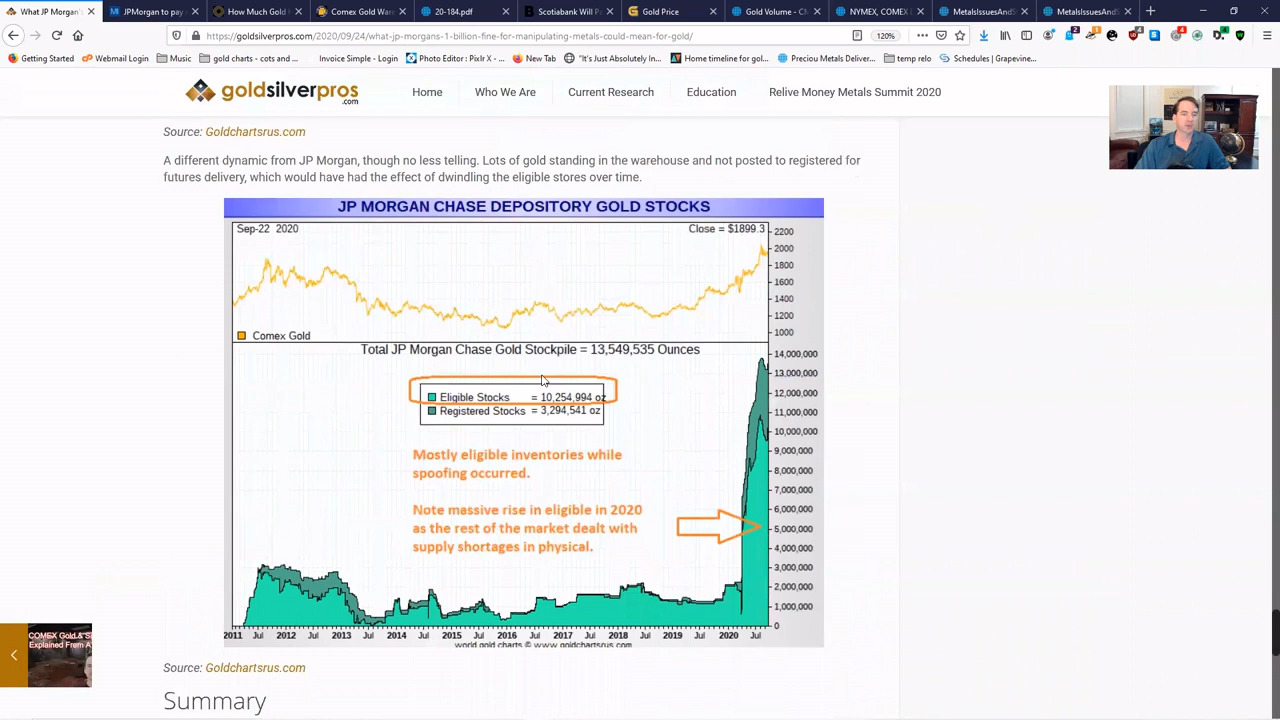 What JP Morgan's
JPMorgan to pay
How Much Gold
Comex Gold War
20-184.pdf
Scotiabank Will P
Gold Price
Gold Volume - C
NYMEX, COMEX
MetalsIssuesAndS
MetalsIssuesAndS
https://goldsilverpros.com/2020/09/24/what-jp-morgans-1-billion-fine-for-manipulating-metals-could-mean-for-gold/
120%
Getting Started
Webmail Login
Music
gold charts - cots and
Invoice Simple - Login
Photo Editor : Pixlr X -
New Tab
"It's Just Absolutely In
Home timeline for gol
Preciou Metals Deliver
temp relo
Schedules | Grapevine
goldsilverpros
.com
Home
Who We Are
Current Research
Education
Relive Money Metals Summit 2020
Source: Goldchartsrus.com
A different dynamic from JP Morgan, though no less telling. Lots of gold standing in the warehouse and not posted to registered for
futures delivery, which would have had the effect of dwindling the eligible stores over time.
JP MORGAN CHASE DEPOSITORY GOLD STOCKS
Sep-22 2020
Close = $1899.3
2200
2000
1800
1600
1400
1200
1000
Comex Gold
Total JP Morgan Chase Gold Stockpile = 13,549,535 Ounces
14,000,000
13,000,000
12,000,000
11,000,000
10,000,000
9,000,000
8,000,000
7,000,000
6,000,000
5,000,000
4,000,000
3,000,000
2,000,000
1,000,000
0
Eligible Stocks = 10,254,994 oz
Registered Stocks = 3,294,541 oz
Mostly eligible inventories while
spoofing occurred.
Note massive rise in eligible in 2020
as the rest of the market dealt with
supply shortages in physical.
2011 Jul 2012 Jul 2013 Jul 2014 Jul 2015 Jul 2016 Jul 2017 Jul 2018 Jul 2019 Jul 2020 Jul
world gold charts © www.goldchartsrus.com
COMEX Gold & Si
Explained From A
Source: Goldchartsrus.com
Summary